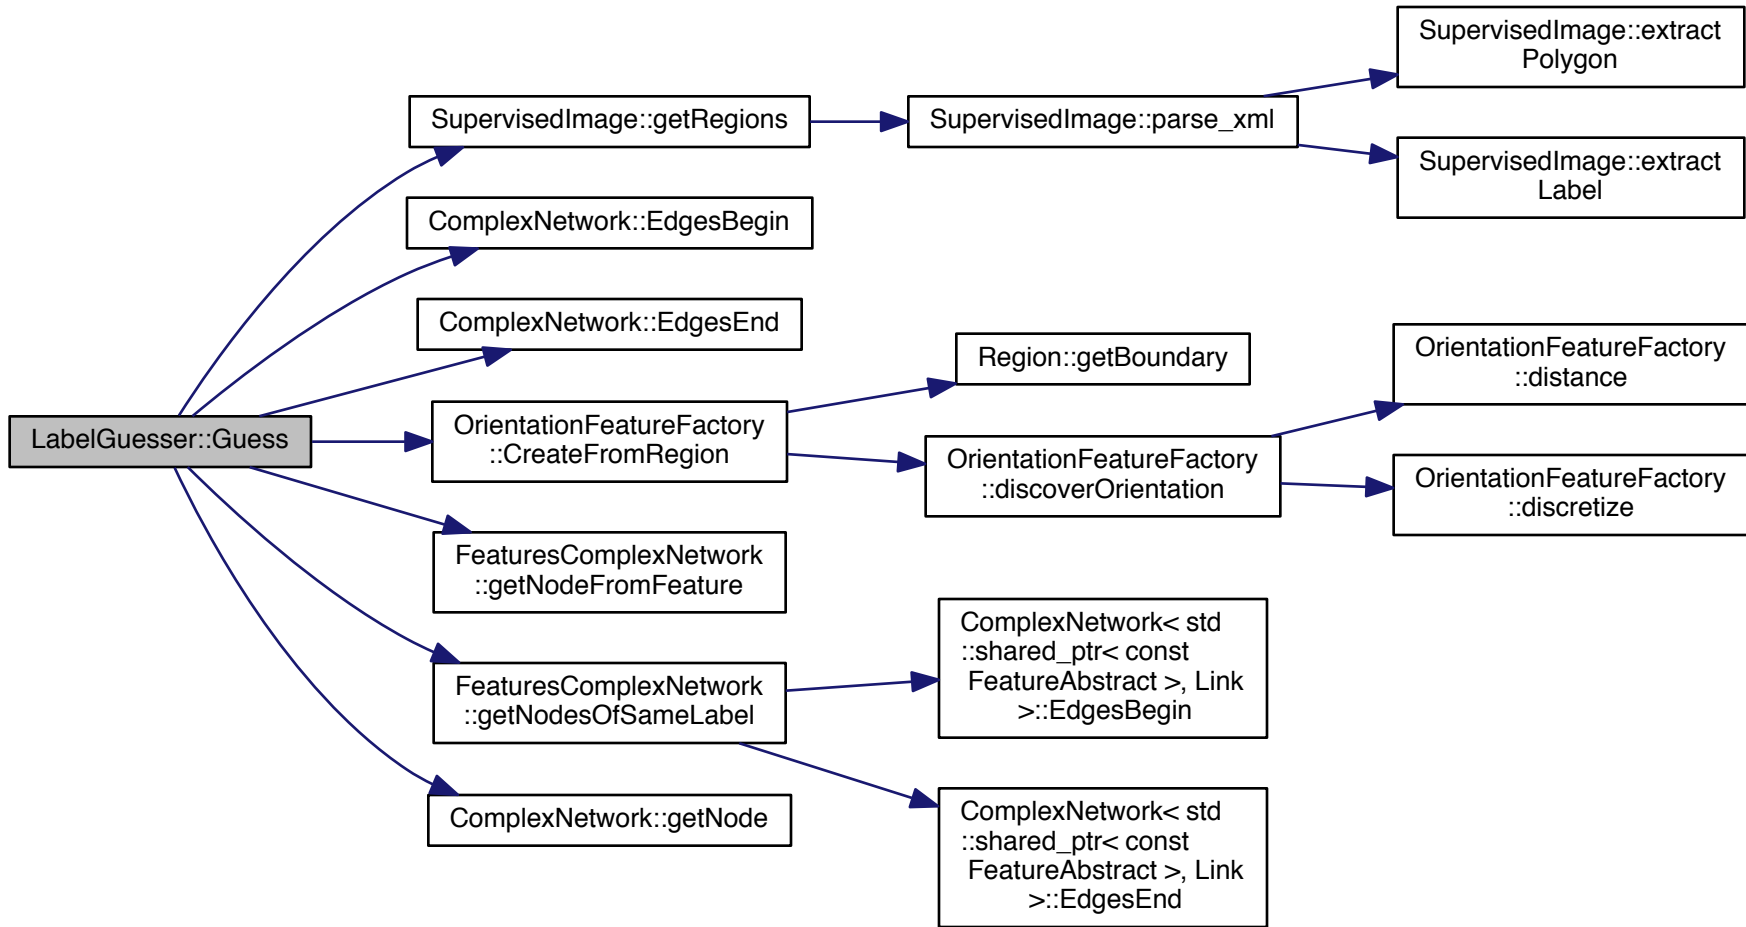 SupervisedImage::extract
Polygon
SupervisedImage::getRegions
SupervisedImage::parse_xml
SupervisedImage::extract
Label
ComplexNetwork::EdgesBegin
ComplexNetwork::EdgesEnd
Region::getBoundary
OrientationFeatureFactory
::distance
LabelGuesser::Guess
OrientationFeatureFactory
::CreateFromRegion
OrientationFeatureFactory
::discoverOrientation
OrientationFeatureFactory
::discretize
FeaturesComplexNetwork
::getNodeFromFeature
FeaturesComplexNetwork
::getNodesOfSameLabel
ComplexNetwork< std
::shared_ptr< const
FeatureAbstract >, Link
>::EdgesBegin
ComplexNetwork::getNode
ComplexNetwork< std
::shared_ptr< const
FeatureAbstract >, Link
>::EdgesEnd